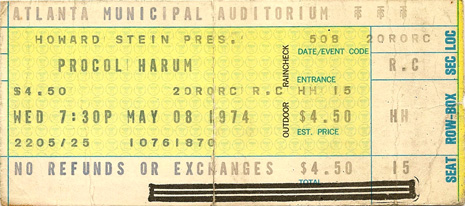 ATLANTA MUNICIPAL AUDITORIUM
HOWARD STEIN PRES. 508 20RORC
DATE/EVENT CODE
PROCOL HARUM R.C
ENTRANCE
$4.50 20RORC R.C HH 15
WED 7:30P MAY 08 1974 $4.50 HH
EST. PRICE
2205/25 10761870
NO REFUNDS OR EXCHANGES $4.50 15
TOTAL
OUTDOOR RAINCHECK
SEAT ROW-BOX SEC LOC